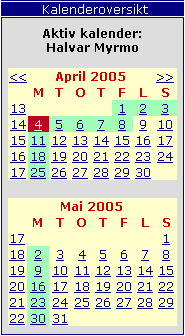 Kalenderoversikt
Aktiv kalender:
Halvar Myrmo
<< April 2005 >>
M T O T F L S
13 1 2 3
14 4 5 6 7 8 9 10
15 11 12 13 14 15 16 17
16 18 19 20 21 22 23 24
17 25 26 27 28 29 30
Mai 2005
M T O T F L S
17 1
18 2 3 4 5 6 7 8
19 9 10 11 12 13 14 15
20 16 17 18 19 20 21 22
21 23 24 25 26 27 28 29
22 30 31